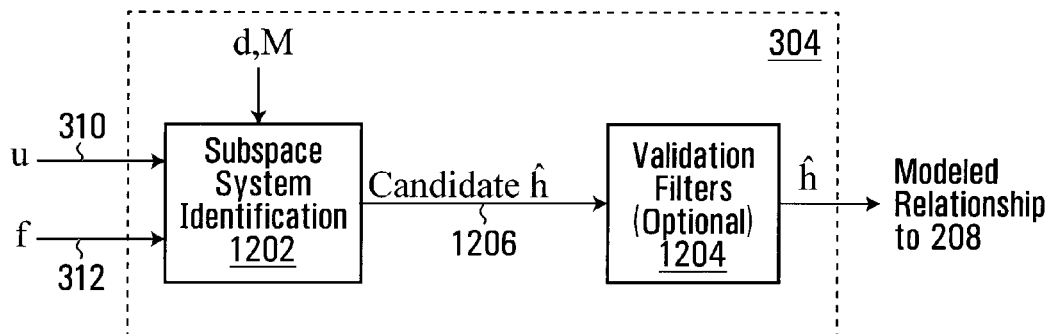 304
d,M
310
u
Subspace
System
Identification
1202
Candidate ĥ
1206
Validation
Filters
(Optional)
1204
ĥ
Modeled
Relationship
to 208
f
312